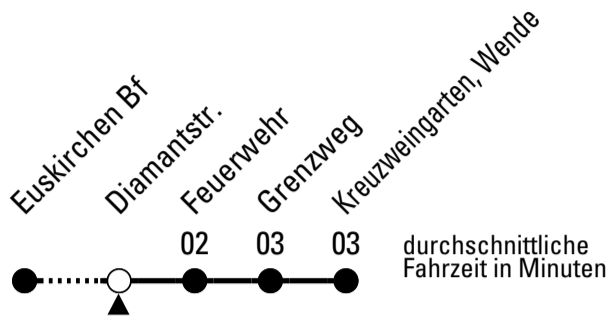 Euskirchen Bf
Diamantstr.
Feuerwehr
Grenzweg
Kreuzweingarten, Wende
02 03 03
durchschnittliche
Fahrzeit in Minuten